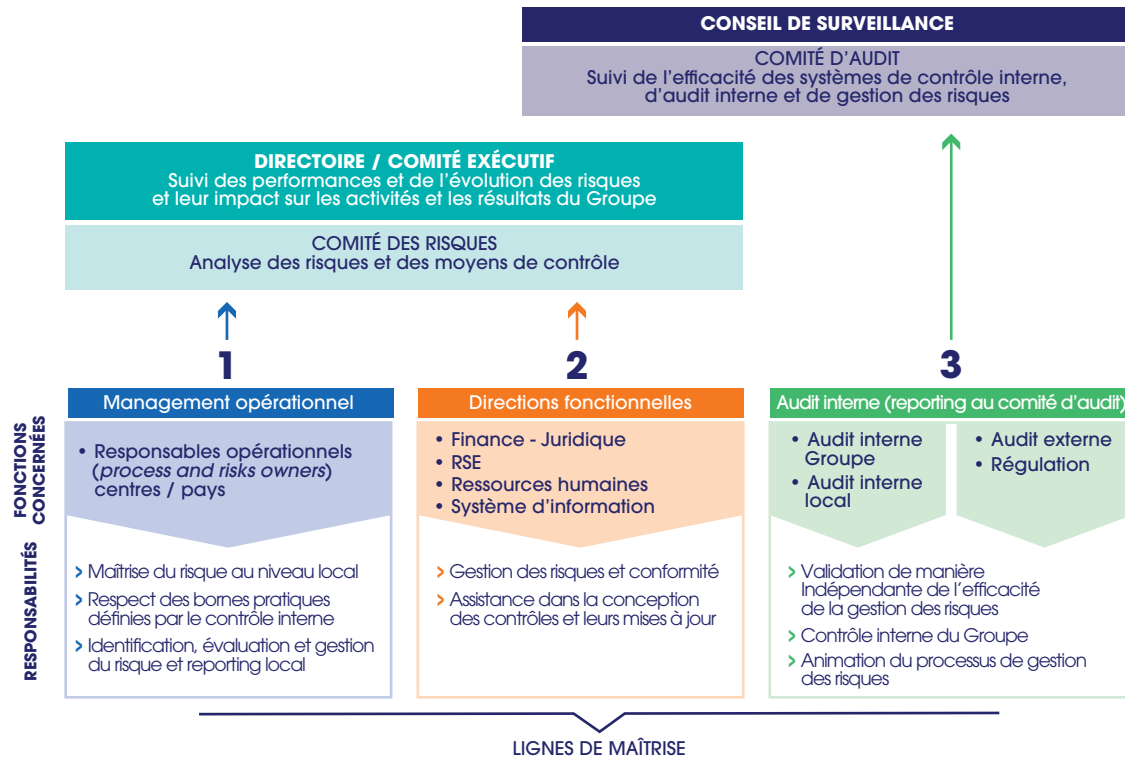 CONSEIL DE SURVEILLANCE
COMITÉ D'AUDIT
Suivi de l'efficacité des systèmes de contrôle interne,
d'audit interne et de gestion des risques
DIRECTOIRE / COMITÉ EXÉCUTIF
Suivi des performances et de l'évolution des risques
et leur impact sur les activités et les résultats du Groupe
COMITÉ DES RISQUES
Analyse des risques et des moyens de contrôle
1
2
3
FONCTIONS
CONCERNÉES
RESPONSABILITÉS
Management opérationnel
• Responsables opérationnels
(process and risks owners)
centres / pays
> Maîtrise du risque au niveau local
> Respect des bornes pratiques
définies par le contrôle interne
> Identification, évaluation et gestion
du risque et reporting local
Directions fonctionnelles
• Finance - Juridique
• RSE
• Ressources humaines
• Système d'information
> Gestion des risques et conformité
> Assistance dans la conception
des contrôles et leurs mises à jour
Audit interne (reporting au comité d'audit)
• Audit interne
Groupe
• Audit interne
local
• Audit externe
• Régulation
> Validation de manière
Indépendante de l'efficacité
de la gestion des risques
> Contrôle interne du Groupe
> Animation du processus de gestion
des risques
LIGNES DE MAÎTRISE